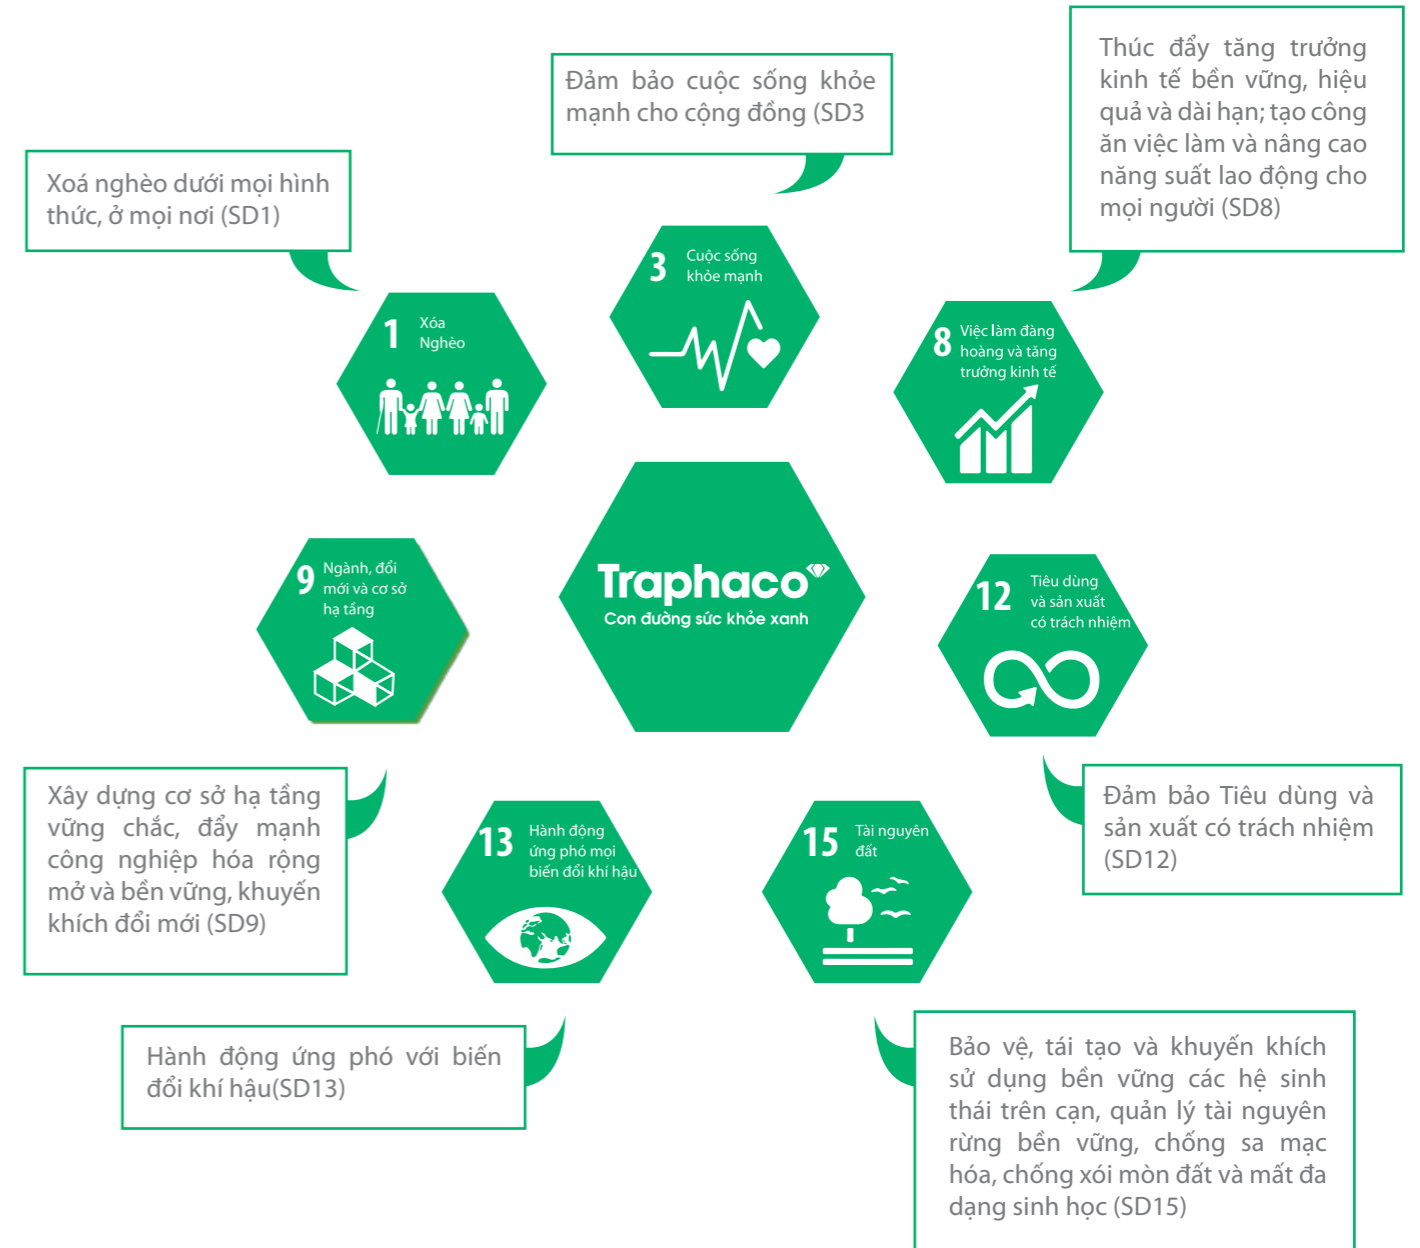 Đảm bảo cuộc sống khỏe
mạnh cho cộng đồng (SD3
Thúc đẩy tăng trưởng
kinh tế bền vững, hiệu
quả và dài hạn; tạo công
ăn việc làm và nâng cao
năng suất lao động cho
mọi người (SD8)
Xoá nghèo dưới mọi hình
thức, ở mọi nơi (SD1)
3
Cuộc sống
khỏe mạnh
1
Xóa
Nghèo
8
Việc làm đàng
hoàng và tăng
trưởng kinh tế
Traphaco
Con đường sức khỏe xanh
9
Ngành, đổi
mới và cơ sở
hạ tầng
12
Tiêu dùng
và sản xuất
có trách nhiệm
Xây dựng cơ sở hạ tầng
vững chắc, đẩy mạnh
công nghiệp hóa rộng
mở và bền vững, khuyến
khích đổi mới (SD9)
Đảm bảo Tiêu dùng và
sản xuất có trách nhiệm
(SD12)
13
Hành động
ứng phó mọi
biến đổi khí hậu
15
Tài nguyên
đất
Hành động ứng phó với biến
đổi khí hậu(SD13)
Bảo vệ, tái tạo và khuyến khích
sử dụng bền vững các hệ sinh
thái trên cạn, quản lý tài nguyên
rừng bền vững, chống sa mạc
hóa, chống xói mòn đất và mất đa
dạng sinh học (SD15)